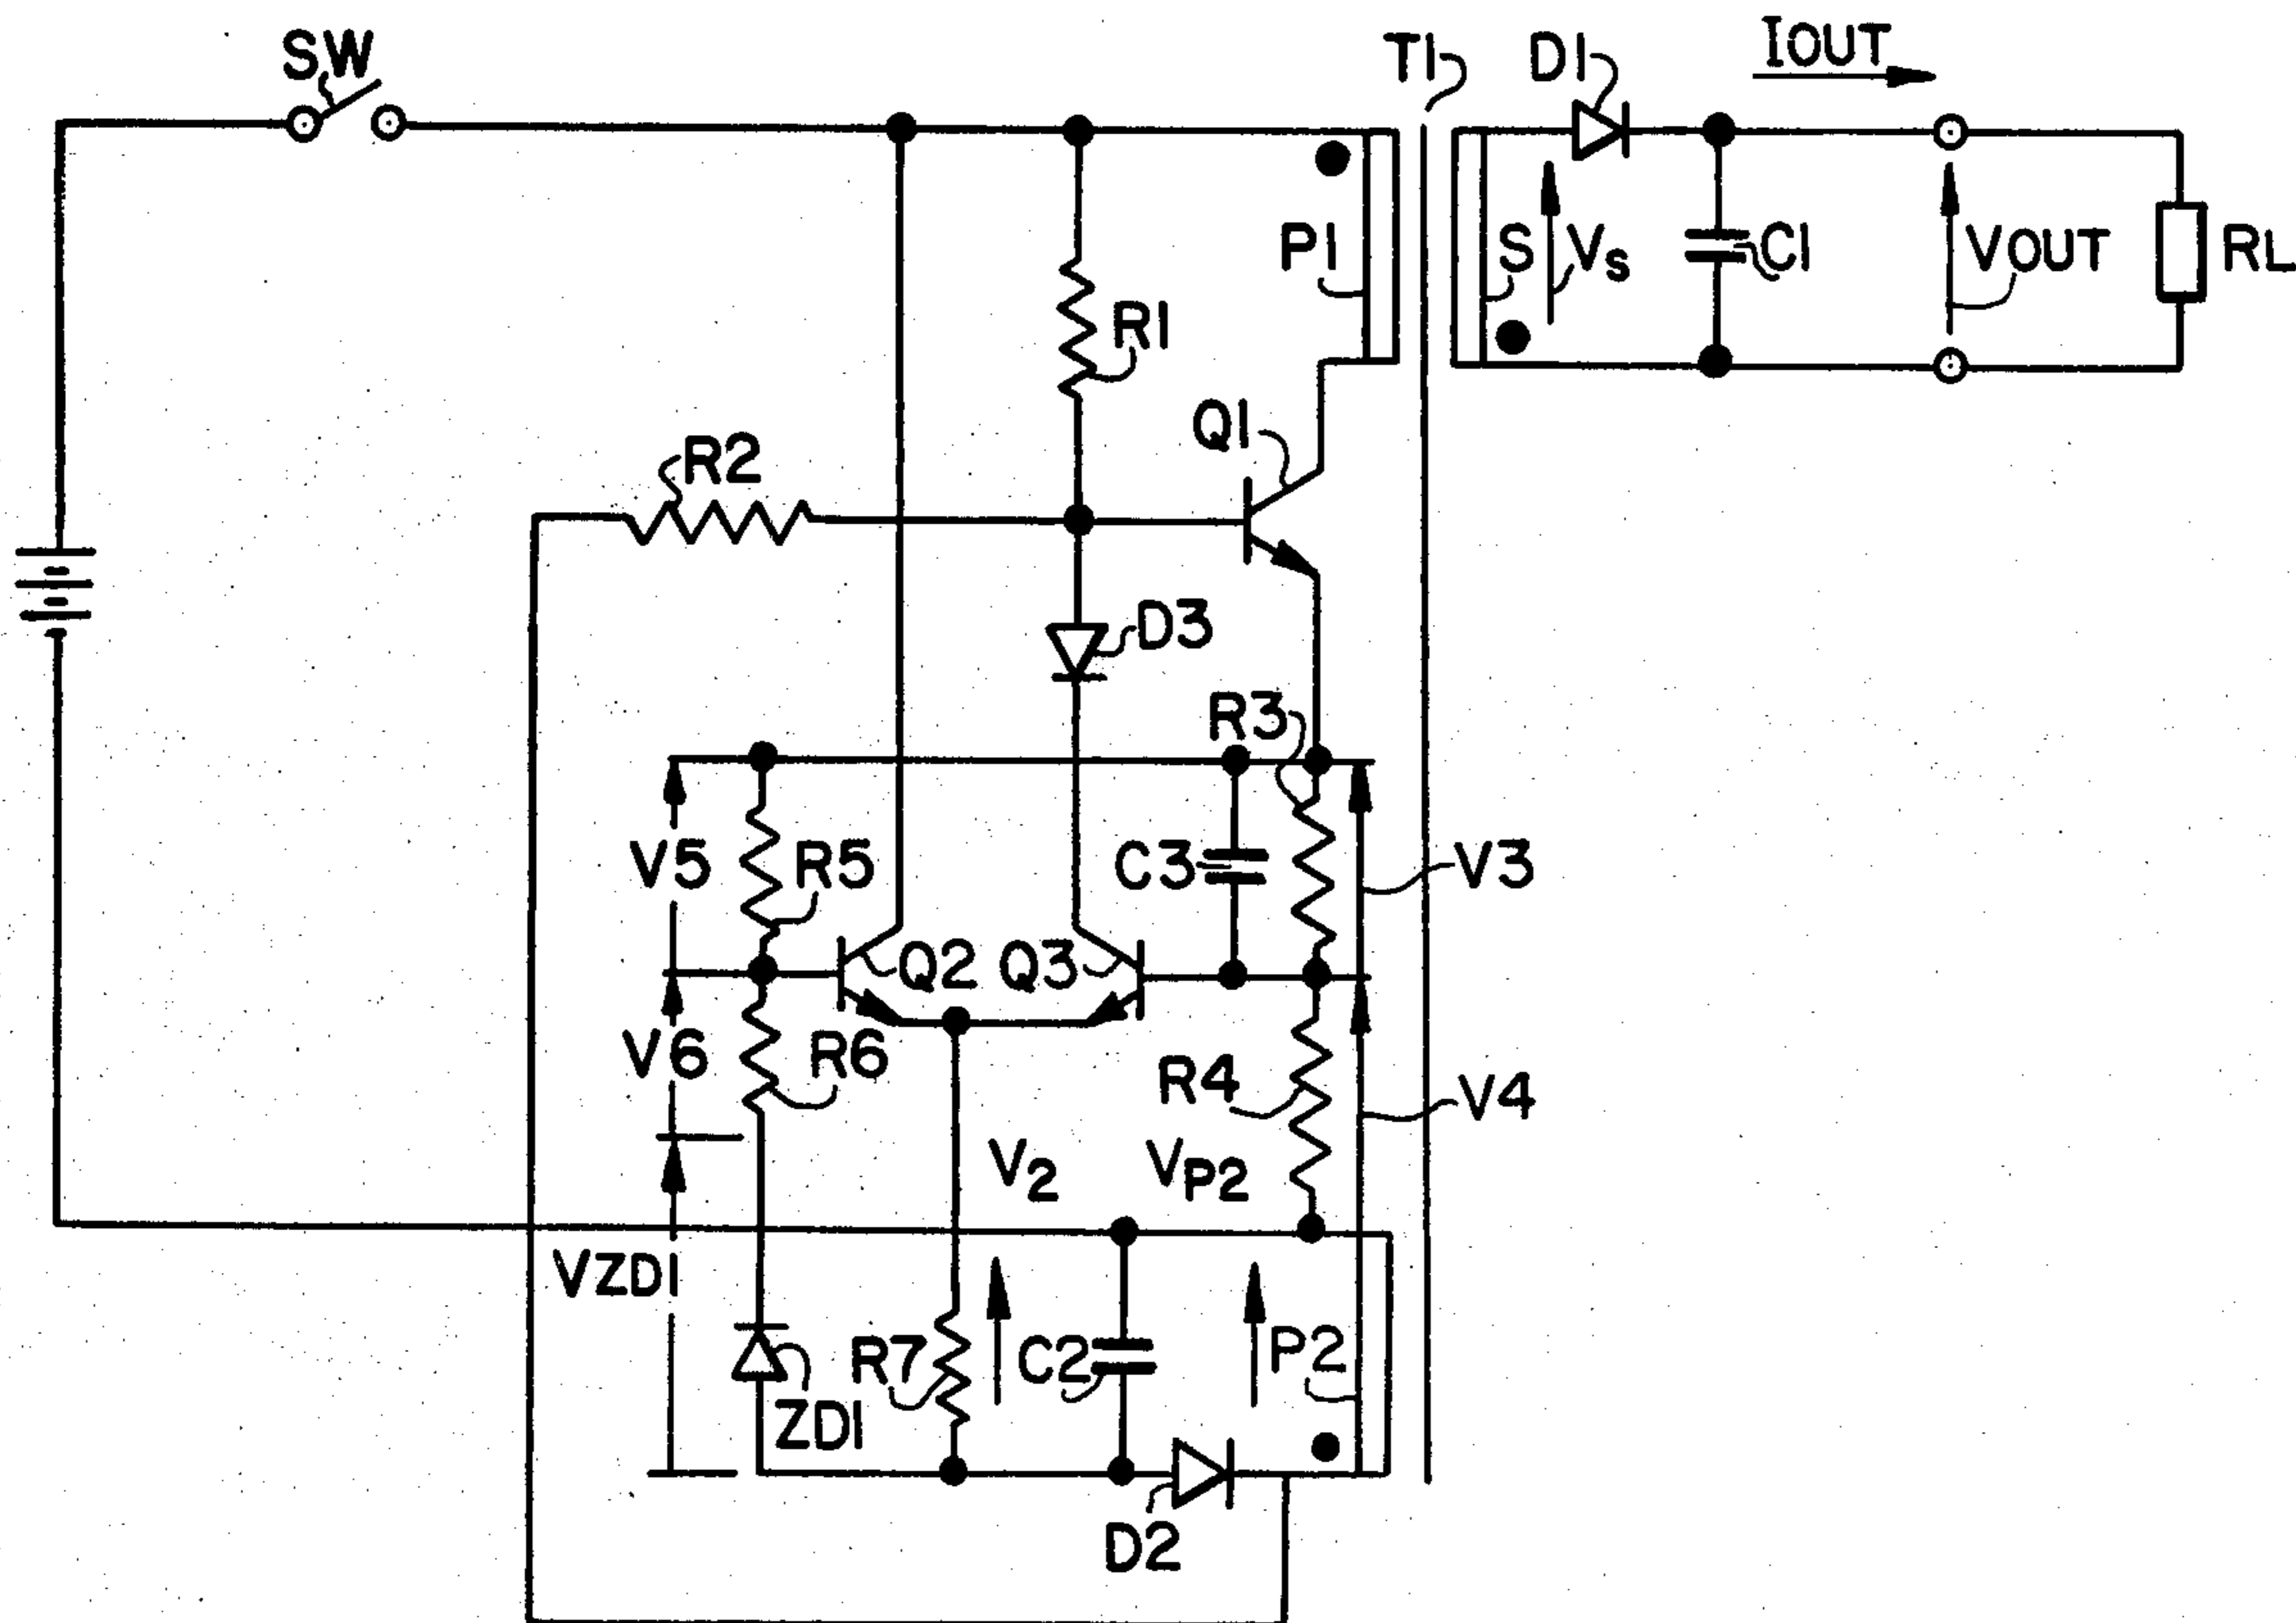 SW
T1
D1
IOUT
P1
S
Vs
C1
VOUT
RL
R1
Q1
R2
D3
R3
V5
R5
C3
V3
Q2
Q3
V6
R6
R4
V4
V2
VP2
VZD1
R7
C2
P2
ZD1
D2